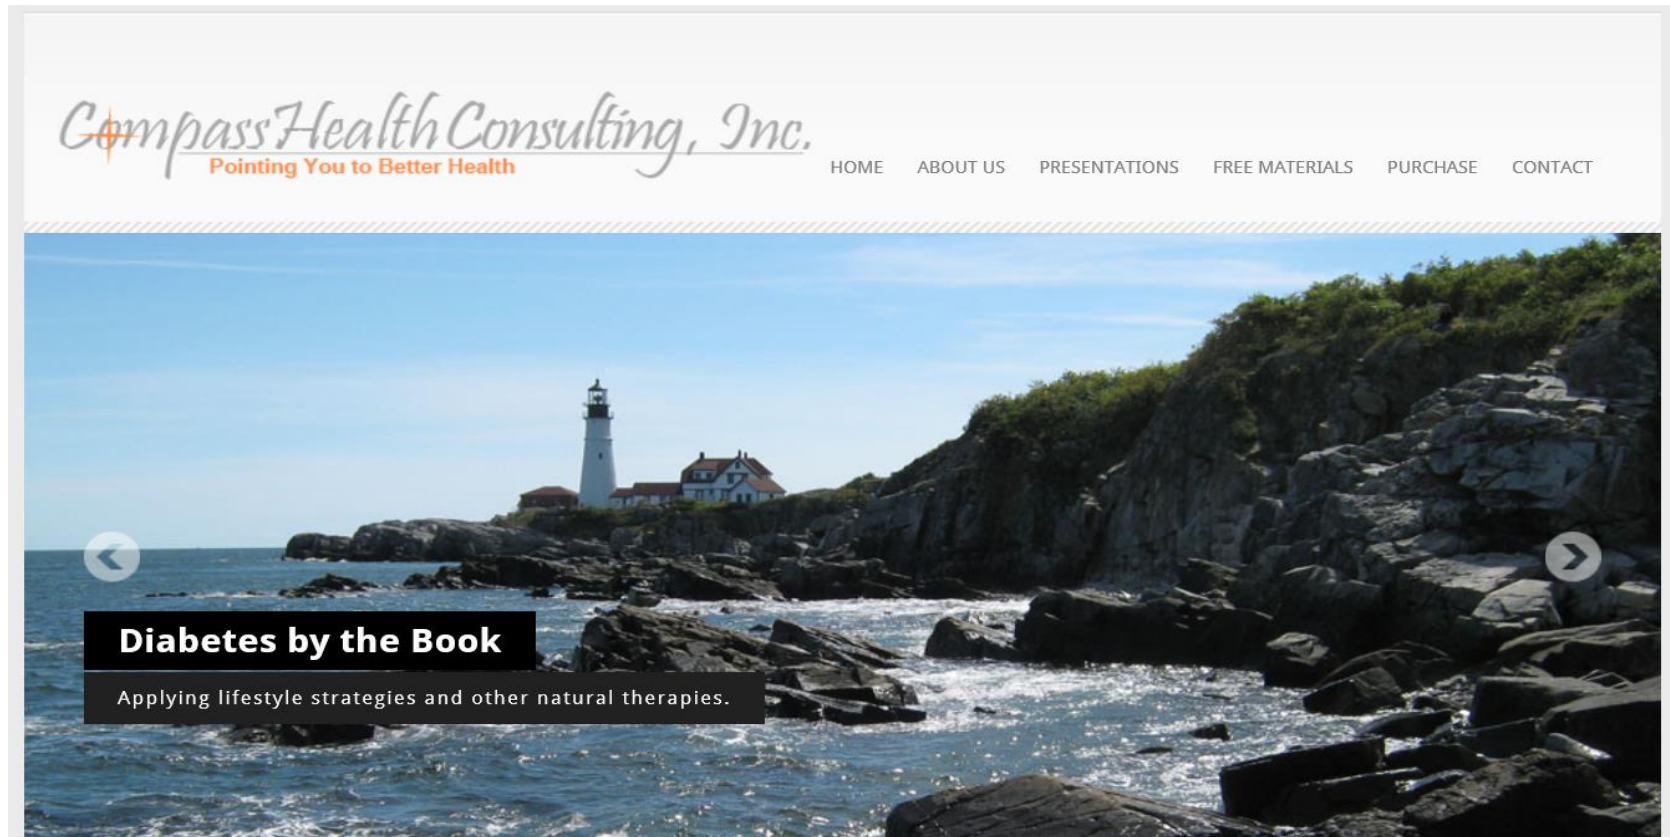 Compass Health Consulting, Inc.
Pointing You to Better Health
HOME ABOUT US PRESENTATIONS FREE MATERIALS PURCHASE CONTACT
Diabetes by the Book
Applying lifestyle strategies and other natural therapies.